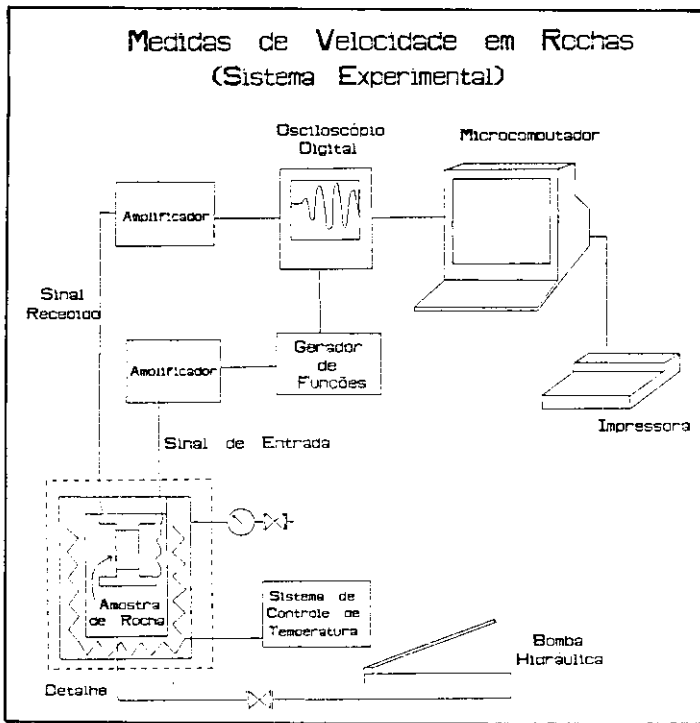 Medidas de Velocidade em Rochas
(Sistema Experimental)
Osciloscópio
Digital
Microcomputador
Amplificador
Sinal
Recebido
Amplificador
Gerador
de
Funcões
Impressora
Sinal de Entrada
Amostra
de Rocha
Sistema de
Controle de
Temperatura
Bomba
Hidráulica
Detalhe